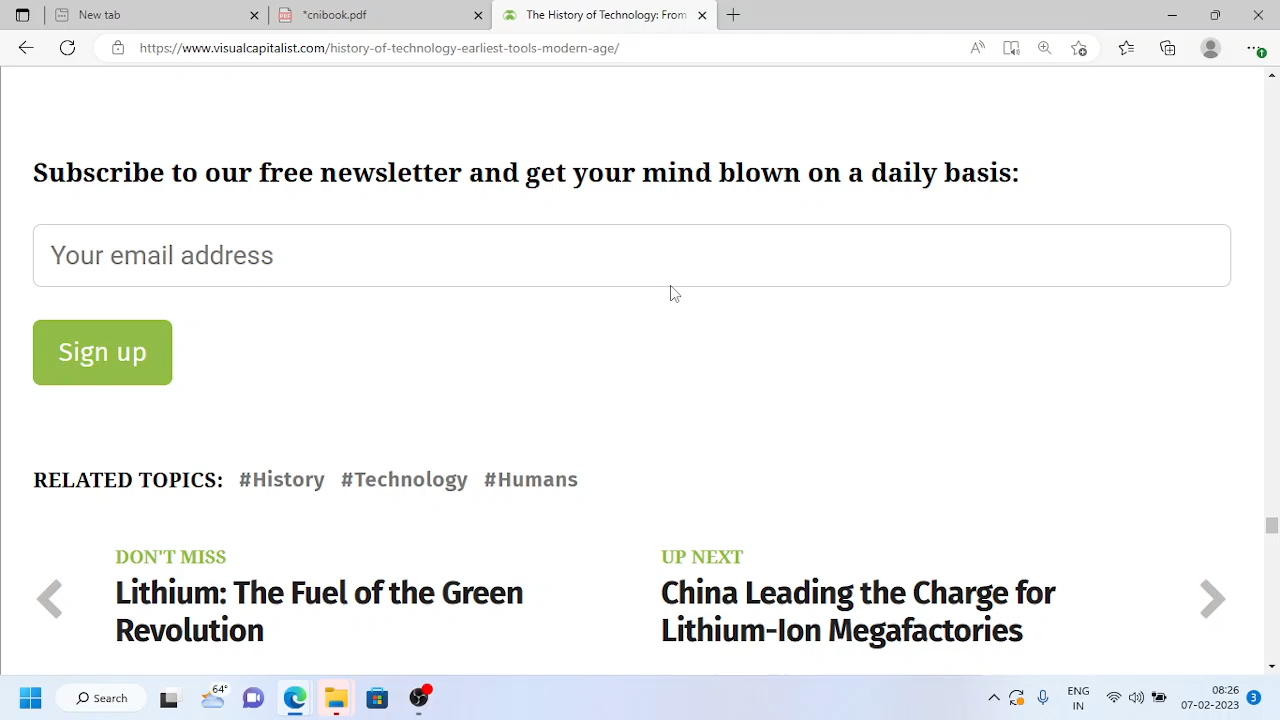 New tab
*cnibook.pdf
The History of Technology: From
https://www.visualcapitalist.com/history-of-technology-earliest-tools-modern-age/
Subscribe to our free newsletter and get your mind blown on a daily basis:
Your email address
Sign up
RELATED TOPICS: #History #Technology #Humans
DON'T MISS
Lithium: The Fuel of the Green
Revolution
UP NEXT
China Leading the Charge for
Lithium-Ion Megafactories
Search
64°
ENG
IN
08:26
07-02-2023
3